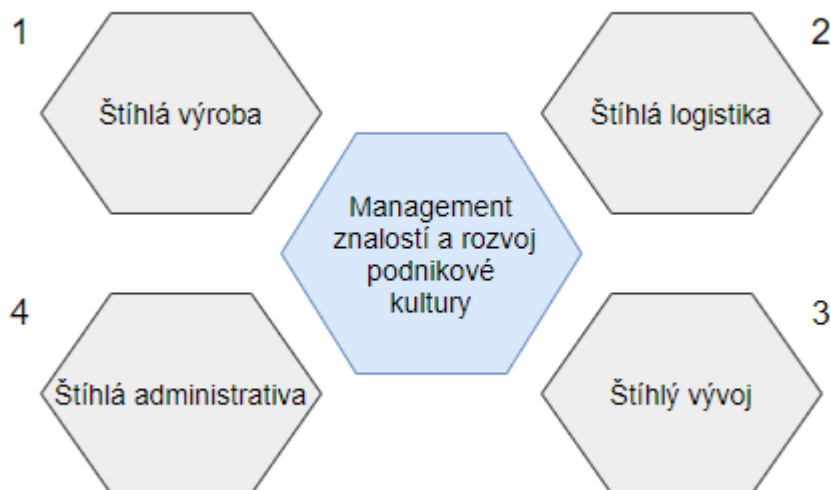 1
Štíhlá výroba
2
Štíhlá logistika
Management
znalostí a rozvoj
podnikové
kultury
4
Štíhlá administrativa
3
Štíhlý vývoj